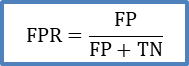 FPR = FP / FP + TN